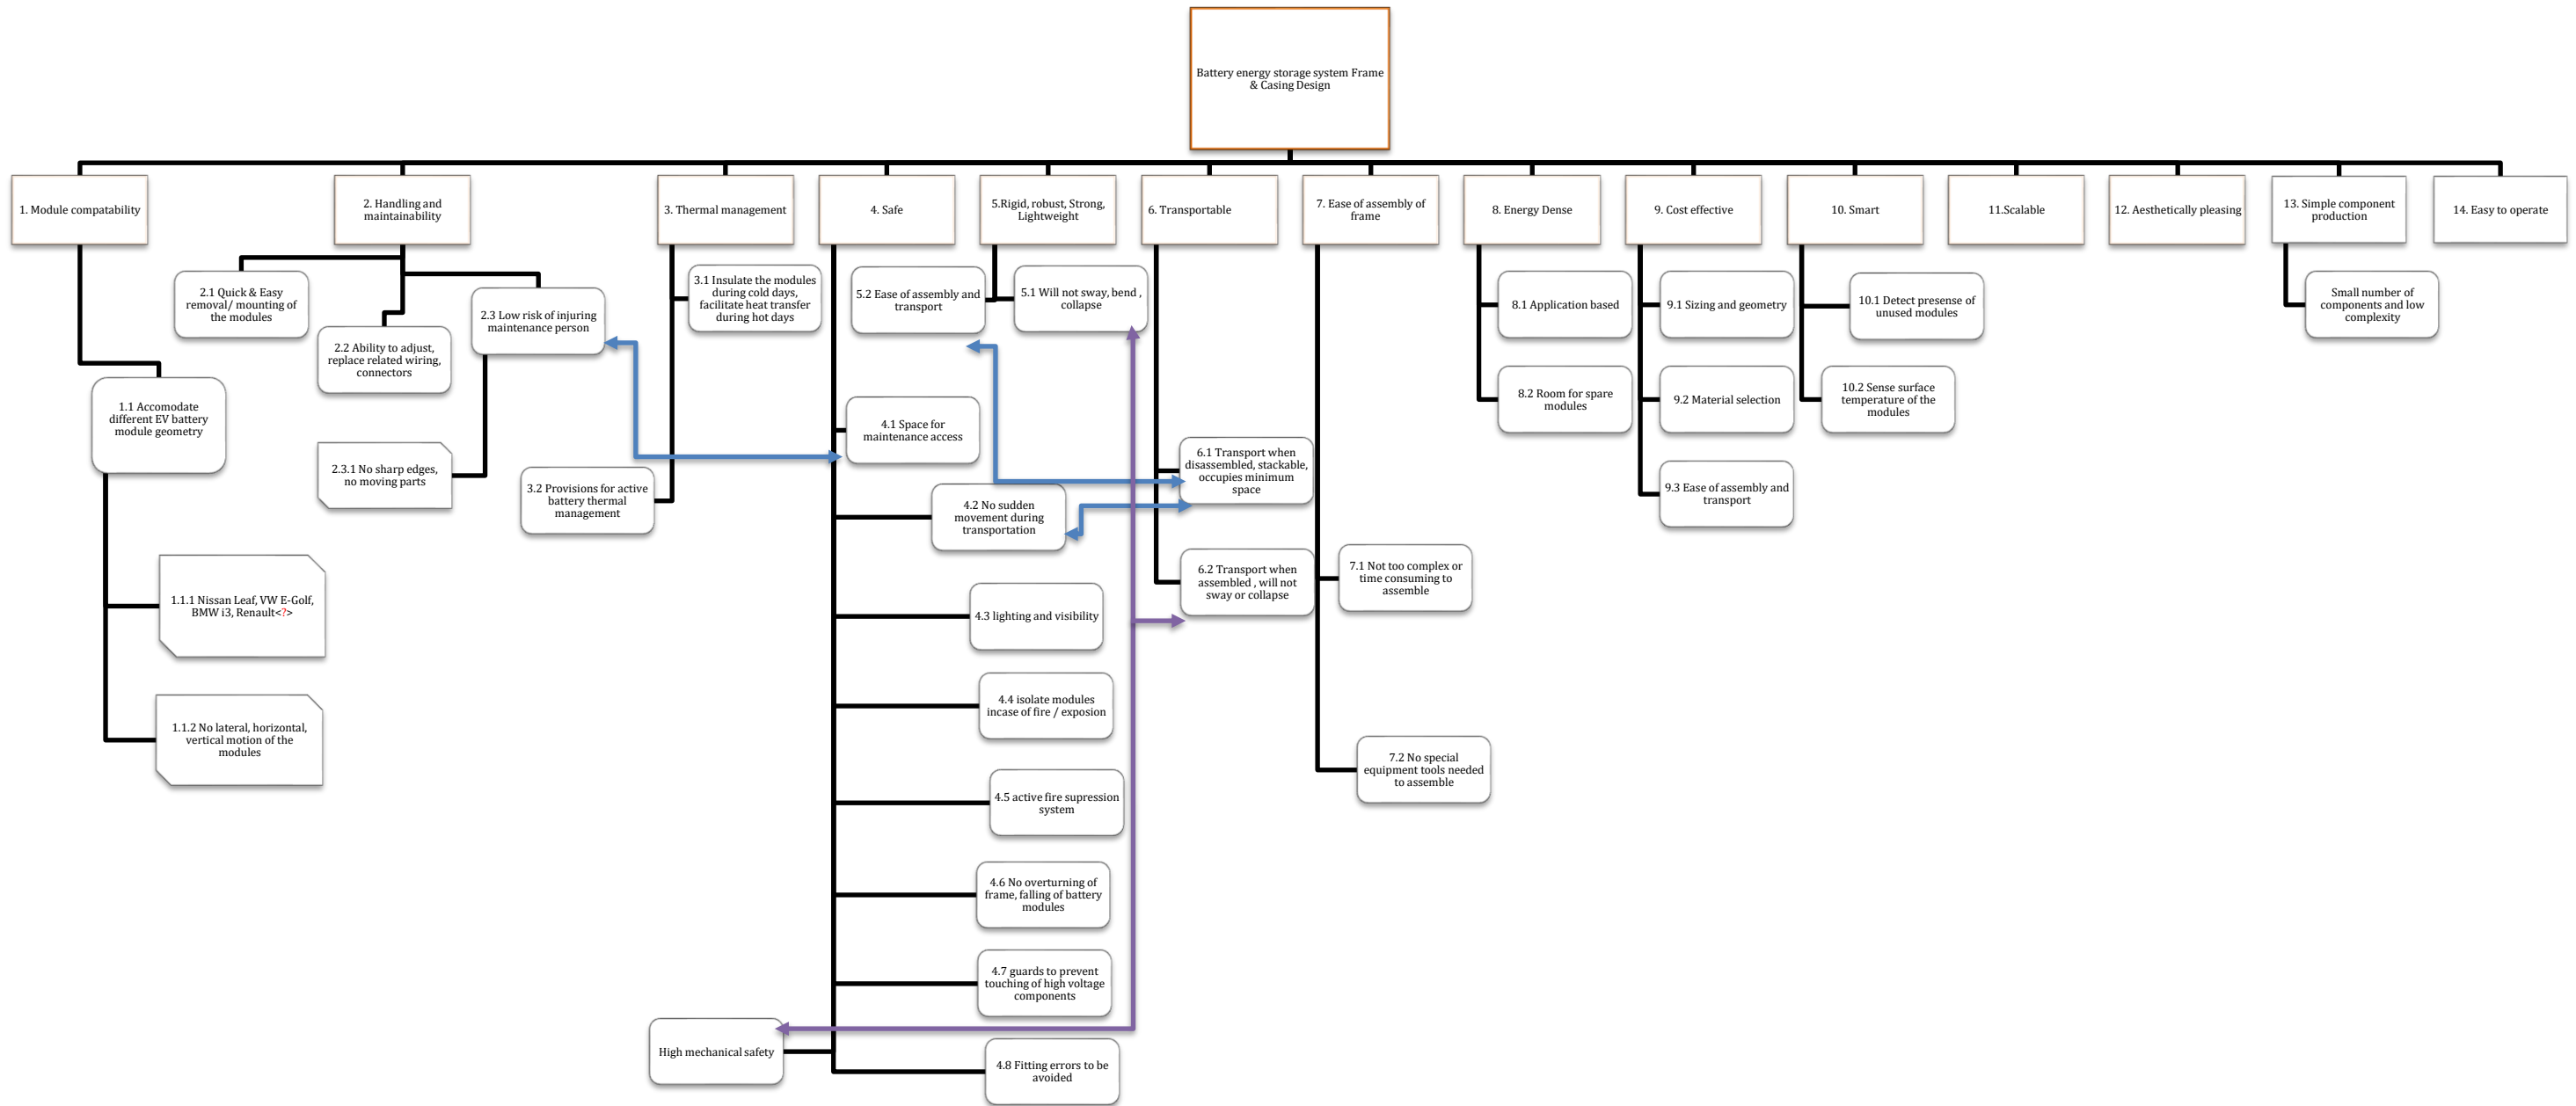 Battery energy storage system Frame
& Casing Design
1. Module compatability
2. Handling and
maintainability
3. Thermal management
4. Safe
5.Rigid, robust, Strong,
Lightweight
6. Transportable
7. Ease of assembly of
frame
8. Energy Dense
9. Cost effective
10. Smart
11.Scalable
12. Aesthetically pleasing
13. Simple component
production
14. Easy to operate
1.1 Accomodate
different EV battery
module geometry
1.1.1 Nissan Leaf, VW E-Golf,
BMW i3, Renault<?>
1.1.2 No lateral, horizontal,
vertical motion of the
modules
2.1 Quick & Easy
removal/ mounting of
the modules
2.2 Ability to adjust,
replace related wiring,
connectors
2.3 Low risk of injuring
maintenance person
2.3.1 No sharp edges,
no moving parts
3.1 Insulate the modules
during cold days,
facilitate heat transfer
during hot days
3.2 Provisions for active
battery thermal
management
4.1 Space for
maintenance access
4.2 No sudden
movement during
transportation
4.3 lighting and visibility
4.4 isolate modules
incase of fire / exposion
4.5 active fire supression
system
4.6 No overturning of
frame, falling of battery
modules
4.7 guards to prevent
touching of high voltage
components
High mechanical safety
4.8 Fitting errors to be
avoided
5.2 Ease of assembly and
transport
5.1 Will not sway, bend ,
collapse
6.1 Transport when
disassembled, stackable,
occupies minimum
space
6.2 Transport when
assembled , will not
sway or collapse
7.1 Not too complex or
time consuming to
assemble
7.2 No special
equipment tools needed
to assemble
8.1 Application based
8.2 Room for spare
modules
9.1 Sizing and geometry
9.2 Material selection
9.3 Ease of assembly and
transport
10.1 Detect presense of
unused modules
10.2 Sense surface
temperature of the
modules
Small number of
components and low
complexity